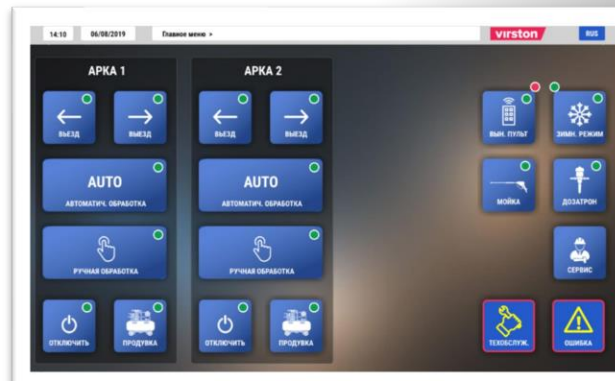 14:10 06/08/2019 Главное меню » virston RUS
АРКА 1 АРКА 2
ВЪЕЗД ВЫЕЗД ВЪЕЗД ВЫЕЗД ВЫН. ПУЛЬТ ЗИМН. РЕЖИМ
AUTO AUTO
АВТОМАТИЧ. ОБРАБОТКА АВТОМАТИЧ. ОБРАБОТКА МОЙКА ДОЗАТРОН
РУЧНАЯ ОБРАБОТКА РУЧНАЯ ОБРАБОТКА СЕРВИС
ОТКЛЮЧИТЬ ПРОДУВКА ОТКЛЮЧИТЬ ПРОДУВКА ТЕХОБСЛУЖ. ОШИБКА